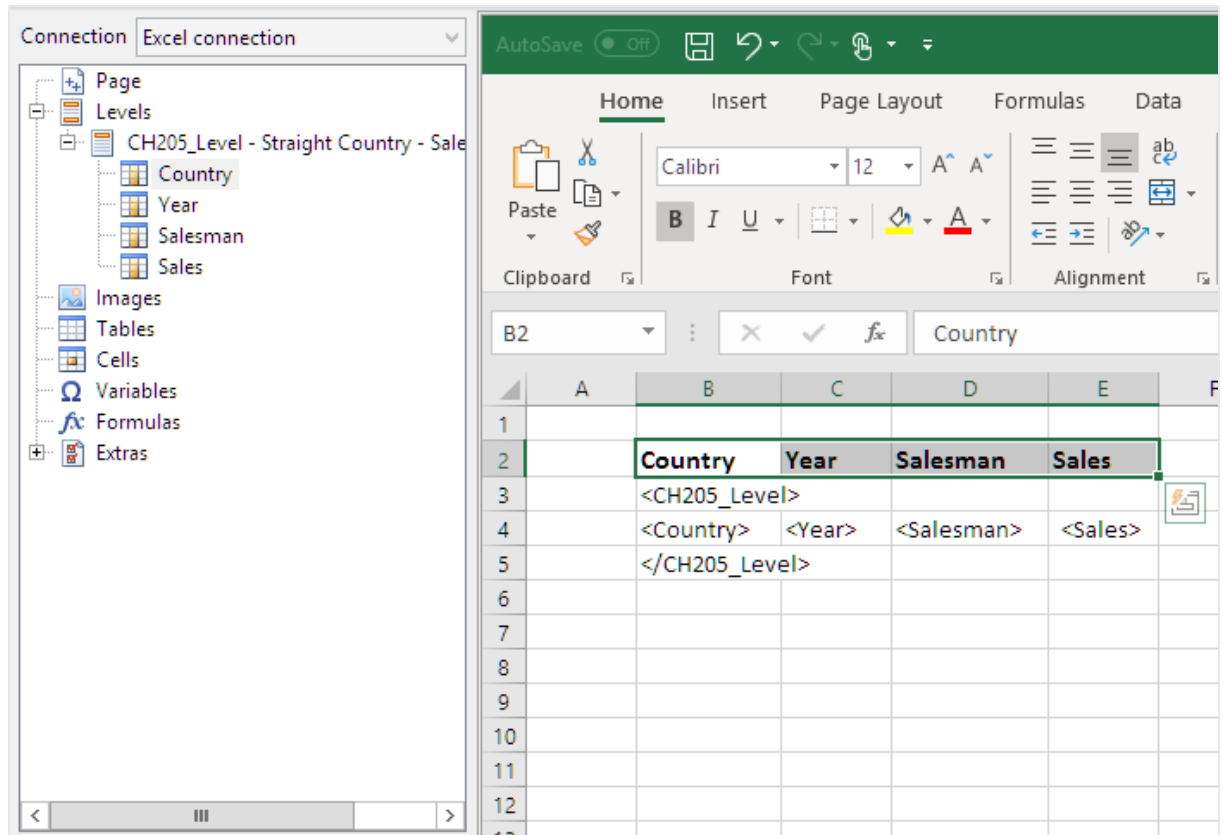 Connection Excel connection
Page
Levels
CH205_Level - Straight Country - Sale
Country
Year
Salesman
Sales
Images
Tables
Cells
Variables
fx Formulas
Extras
AutoSave Off
Home Insert Page Layout Formulas Data
Paste
Calibri 12 A A ab c
B I U A
Clipboard Font Alignment
B2 fx Country
A B C D E F
1
2 Country Year Salesman Sales
3 <CH205_Level>
4 <Country> <Year> <Salesman> <Sales>
5 </CH205_Level>
6
7
8
9
10
11
12